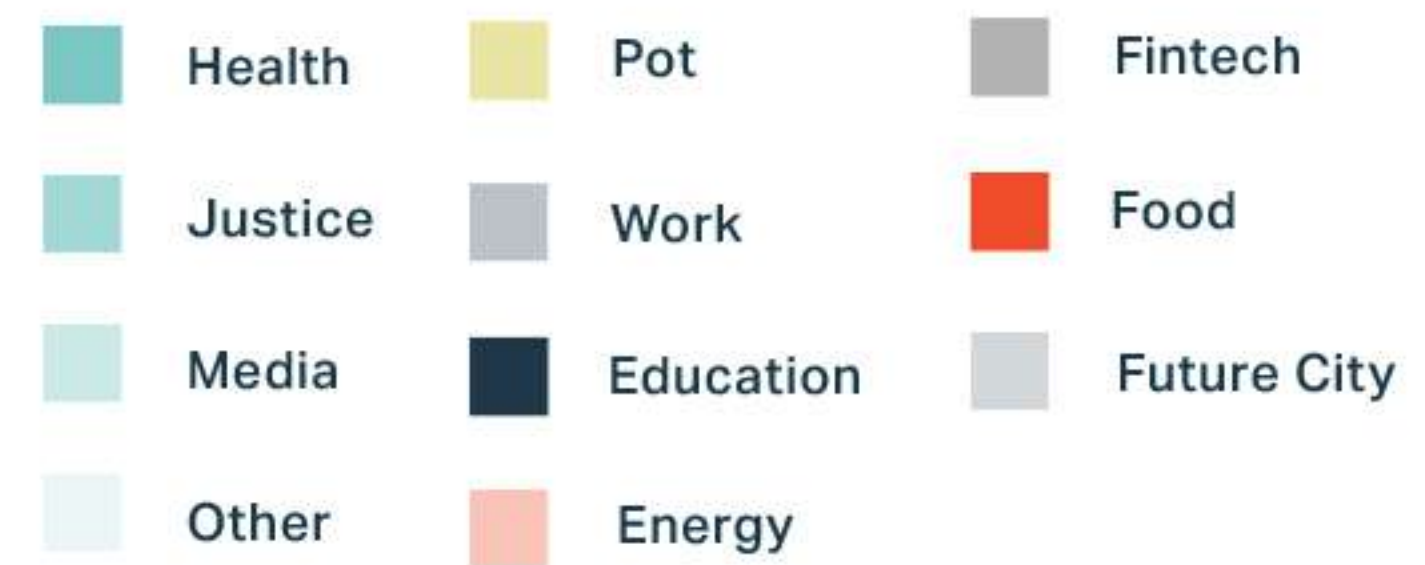 Health
Justice
Media
Other
Pot
Work
Education
Energy
Fintech
Food
Future City